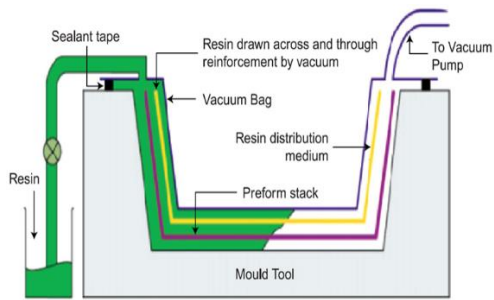 Sealant tape
Resin drawn across and through
reinforcement by vacuum
To Vacuum
Pump
Vacuum Bag
Resin distribution
medium
Resin
Preform stack
Mould Tool